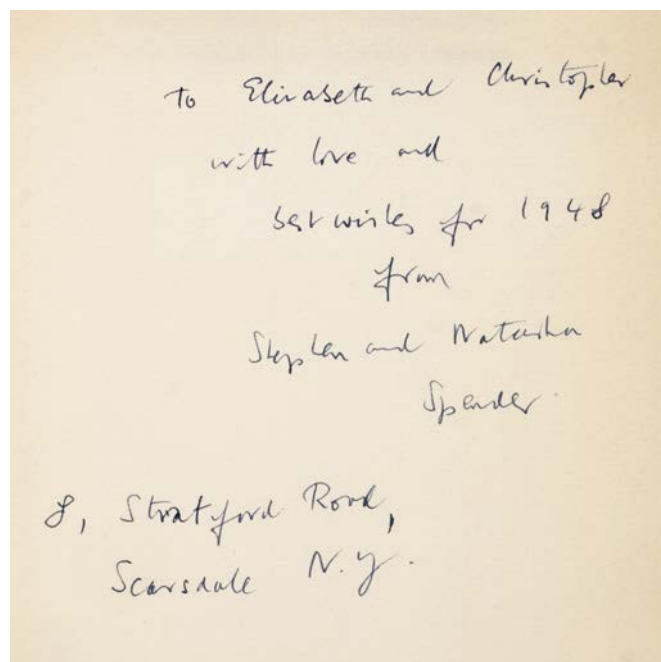 To Elizabeth and Christopher
with love and
best wishes for 1948
from
Stephen and Natasha
Spender.
8, Stratford Road,
Scarsdale N.Y.